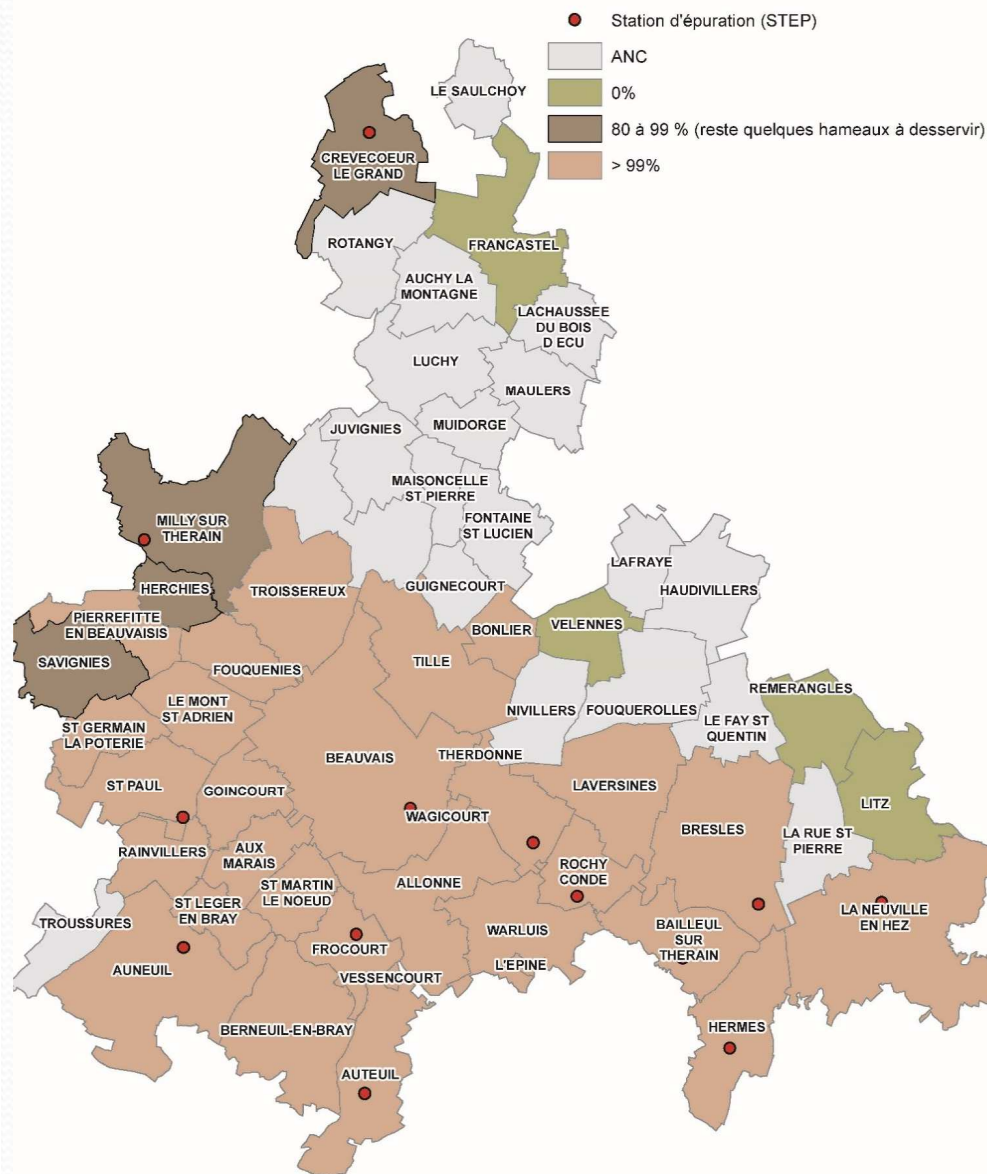 Station d'épuration (STEP)
ANC
0%
80 à 99 % (reste quelques hameaux à desservir)
> 99%
LE SAULCHOY
CREVECOEUR
LE GRAND
ROTANGY
FRANCASTEL
AUCHY LA
MONTAGNE
LACHAUSSEE
DU BOIS
D ECU
LUCHY
MAULERS
JUVIGNIES
MUIDORGE
MAISONCELLE
ST PIERRE
FONTAINE
ST LUCIEN
MILLY SUR
THERAIN
LAFRAYE
HAUDIVILLERS
HERCHIES
TROISSEREUX
GUIGNECOURT
PIERREFITTE
EN BEAUVAISIS
VELENNES
BONLIER
SAVIGNIES
FOUQUENIES
TILLE
REMERANGLES
LE MONT
ST ADRIEN
NIVILLERS
FOUQUEROLLES
LE FAY ST
QUENTIN
ST GERMAIN
LA POTERIE
BEAUVAIS
THERDONNE
ST PAUL
GOINCOURT
LAVERSINES
LITZ
WAGICOURT
BRESLES
LA RUE ST
PIERRE
RAINVILLERS
AUX
MARAIS
ROCHY
CONDE
ST MARTIN
LE NOEUD
ALLONNE
ST LEGER
EN BRAY
LA NEUVILLE
EN HEZ
TROUSSURES
WARLUIS
BAILLEUL
SUR
THERAIN
FROCOURT
AUNEUIL
L'EPINE
VESSENCOURT
BERNEUIL-EN-BRAY
HERMES
AUTEUIL